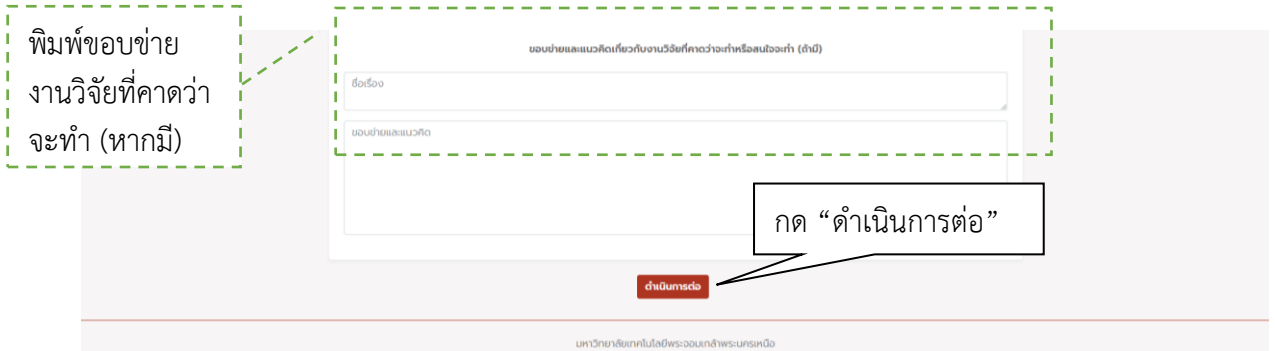 พิมพ์ขอบข่าย
งานวิจัยที่คาดว่า
จะทำ (หากมี)
ขอบข่ายและแนวคิดเกี่ยวกับงานวิจัยที่คาดว่าจะทำหรือสนใจจะทำ (ถ้ามี)
ชื่อเรื่อง
ขอบข่ายและแนวคิด
กด “ดำเนินการต่อ”
ดำเนินการต่อ
มหาวิทยาลัยเทคโนโลยีพระจอมเกล้าพระนครเหนือ